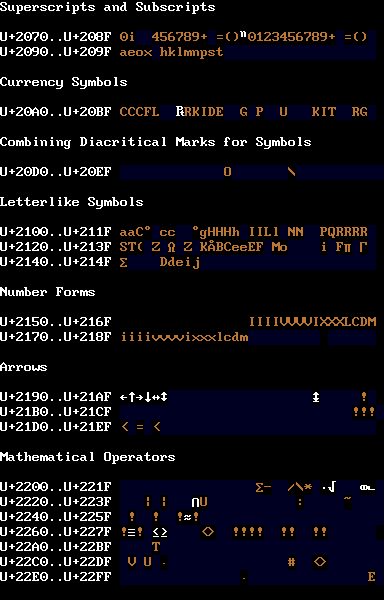 Superscripts and Subscripts
U+2070..U+208F 0i  456789+ =()ⁿ0123456789+ =()
U+2090..U+209F aeox hklmnpst
Currency Symbols
U+20A0..U+20BF CCCFL  ₧RKIDE  G P  U   KIT  RG
Combining Diacritical Marks for Symbols
U+20D0..U+20EF O \
Letterlike Symbols
U+2100..U+211F aaC° cc  °gHHHh IILl NN  PQRRRR
U+2120..U+213F ST( Z Ω Z KÅBCeeEF Mo    i Fπ Γ
U+2140..U+214F Σ    Ddeij
Number Forms
U+2150..U+216F IIIIVVVVIXXXLCDM
U+2170..U+218F iiiivvvvixxxlcdm
Arrows
U+2190..U+21AF ←↑→↓↔↕ ↨ !
U+21B0..U+21CF !!!
U+21D0..U+21EF < = <
Mathematical Operators
U+2200..U+221F Σ−  /\* ·√   ∞∟
U+2220..U+223F ¦ ¦   ∩U : ~
U+2240..U+225F !  !  !≈!
U+2260..U+227F !≡! ≤≥    <>  !!!!  !!  !!
U+22A0..U+22BF T
U+22C0..U+22DF V U · # <>
U+22E0..U+22FF · E